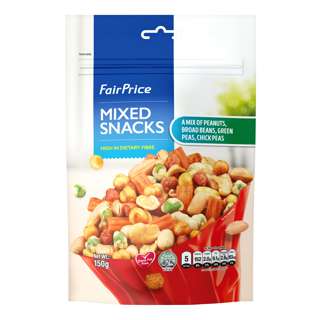 FairPrice
MIXED
SNACKS
HIGH IN DIETARY FIBRE
A MIX OF PEANUTS,
BROAD BEANS, GREEN
PEAS, CHICK PEAS
NET WT.
150g
5